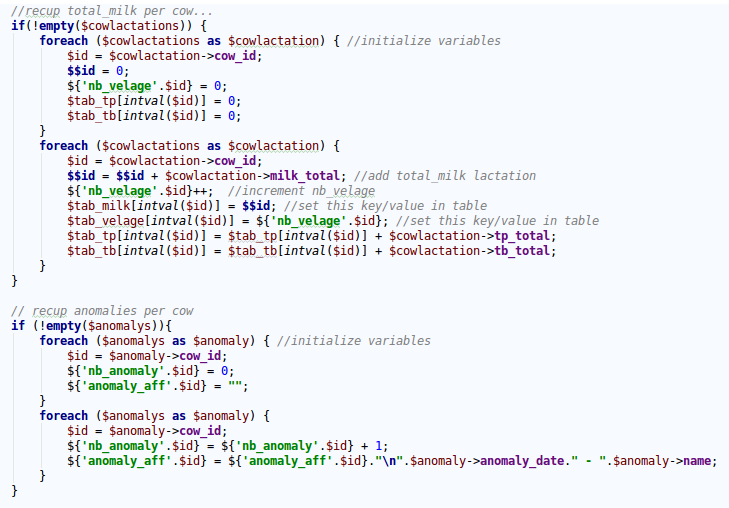 //recup total_milk per cow...
if(!empty($cowlactations)) {
foreach ($cowlactations as $cowlactation) { //initialize variables
$id = $cowlactation->cow_id;
$$id = 0;
${'nb_velage'.$id} = 0;
$tab_tp[intval($id)] = 0;
$tab_tb[intval($id)] = 0;
}
foreach ($cowlactations as $cowlactation) {
$id = $cowlactation->cow_id;
$$id = $$id + $cowlactation->milk_total; //add total_milk lactation
${'nb_velage'.$id}++; //increment nb_velage
$tab_milk[intval($id)] = $$id; //set this key/value in table
$tab_velage[intval($id)] = ${'nb_velage'.$id}; //set this key/value in table
$tab_tp[intval($id)] = $tab_tp[intval($id)] + $cowlactation->tp_total;
$tab_tb[intval($id)] = $tab_tb[intval($id)] + $cowlactation->tb_total;
}
}
// recup anomalies per cow
if (!empty($anomalys)){
foreach ($anomalys as $anomaly) { //initialize variables
$id = $anomaly->cow_id;
${'nb_anomaly'.$id} = 0;
${'anomaly_aff'.$id} = "";
}
foreach ($anomalys as $anomaly) {
$id = $anomaly->cow_id;
${'nb_anomaly'.$id} = ${'nb_anomaly'.$id} + 1;
${'anomaly_aff'.$id} = ${'anomaly_aff'.$id}."\n".$anomaly->anomaly_date." - ".$anomaly->name;
}
}